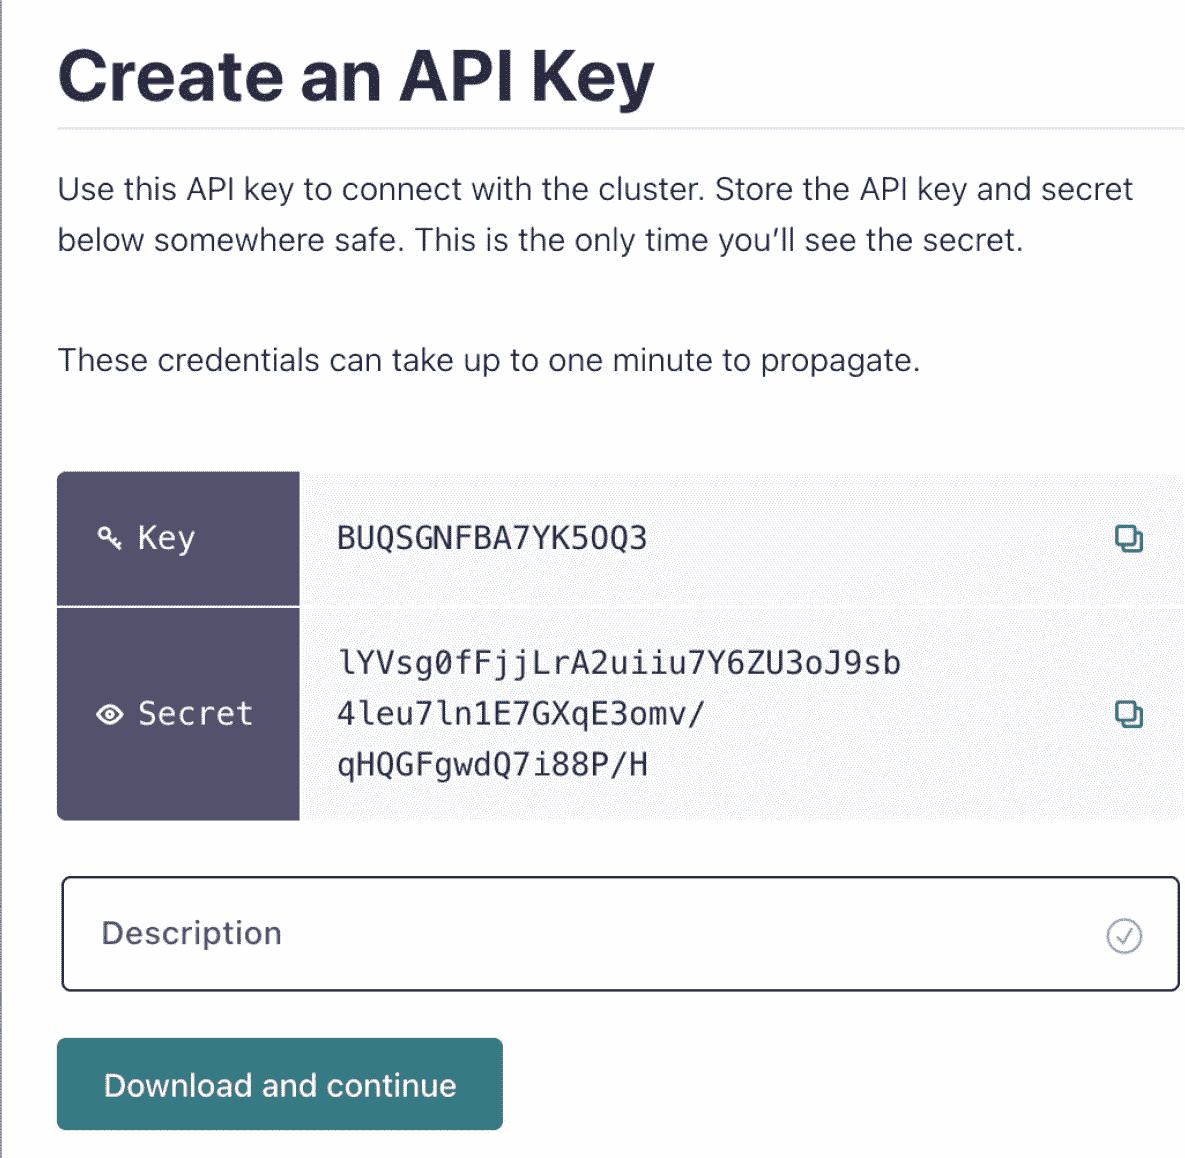 Create an API Key
Use this API key to connect with the cluster. Store the API key and secret
below somewhere safe. This is the only time you’ll see the secret.
These credentials can take up to one minute to propagate.
Key BUQSGNFBA7YK5OQ3
Secret lYVsg0fFjjLrA2uiiu7Y6ZU3oJ9sb
4leu7ln1E7GXqE3omv/
qHQGFgwdQ7i88P/H
Description
Download and continue